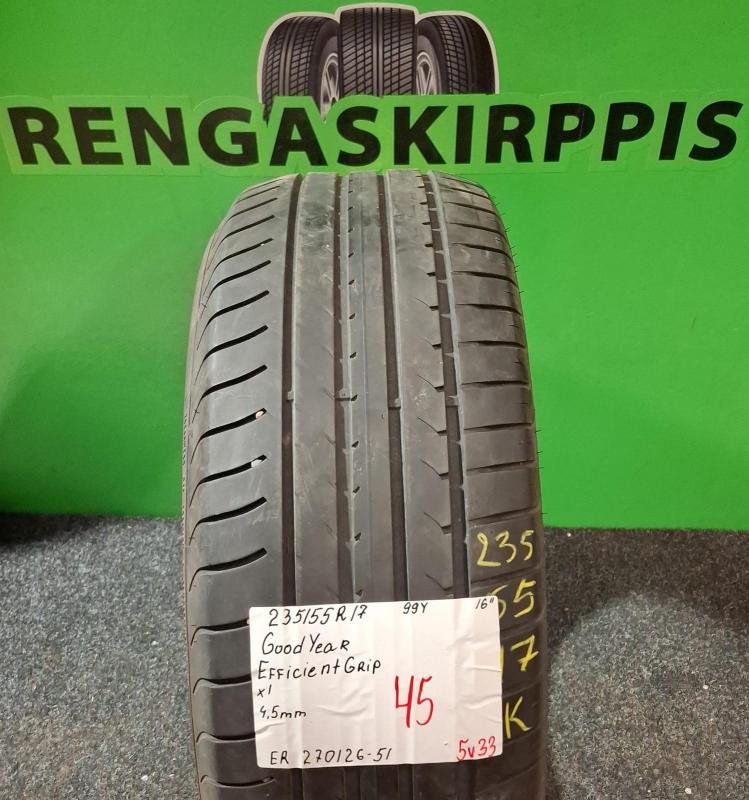 RENGASKIRPPIS
235
55
17
K
235/55R17 99Y 16"
GoodYear
EfficientGrip
x1
4,5mm
45
ER 270126-51
5v33